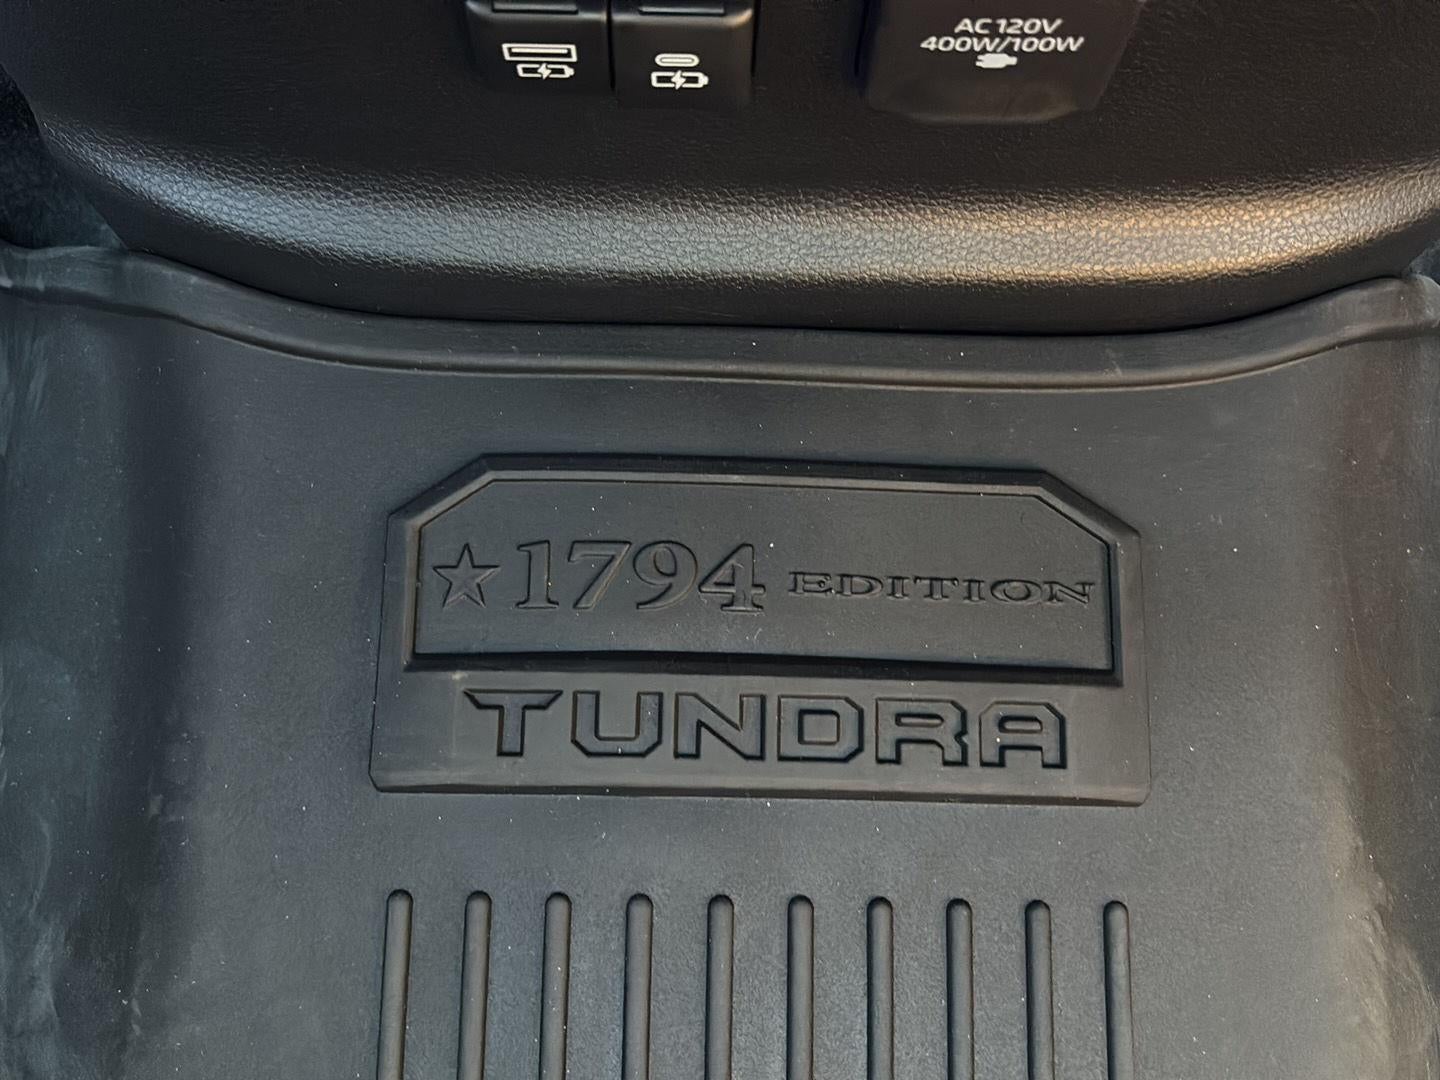 AC 120V
400W/100W
1794 EDITION
TUNDRA